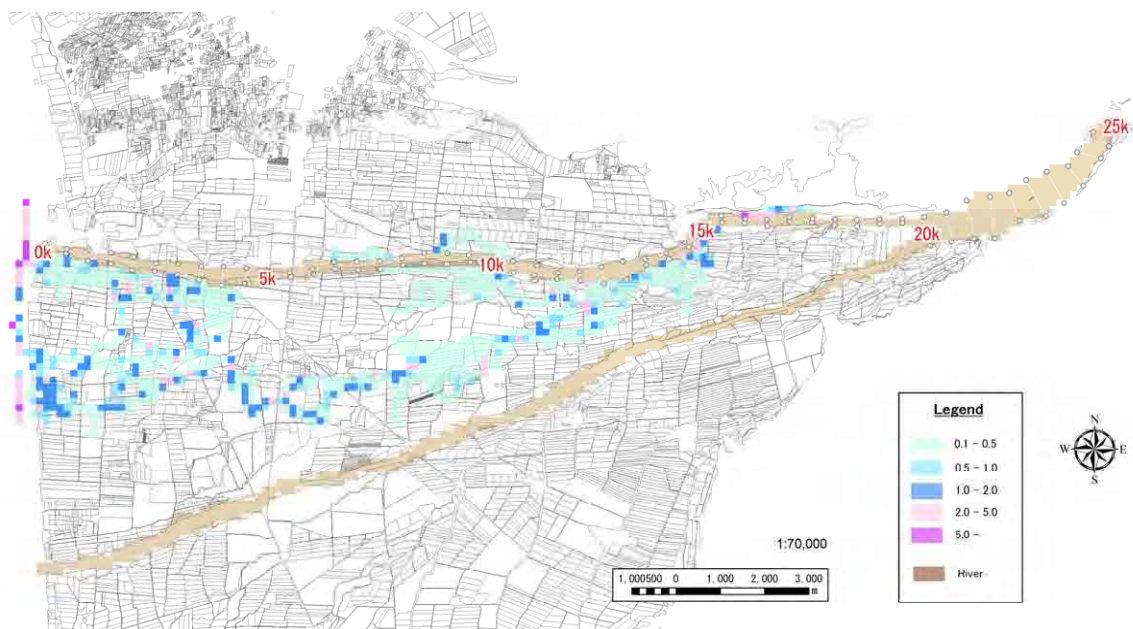 25k
20k
15k
10k
5k
0k
N
W E
S
Legend
0.1 - 0.5
0.5 - 1.0
1.0 - 2.0
2.0 - 5.0
5.0 -
River
1:70,000
1,000500 0 1,000 2,000 3,000
m